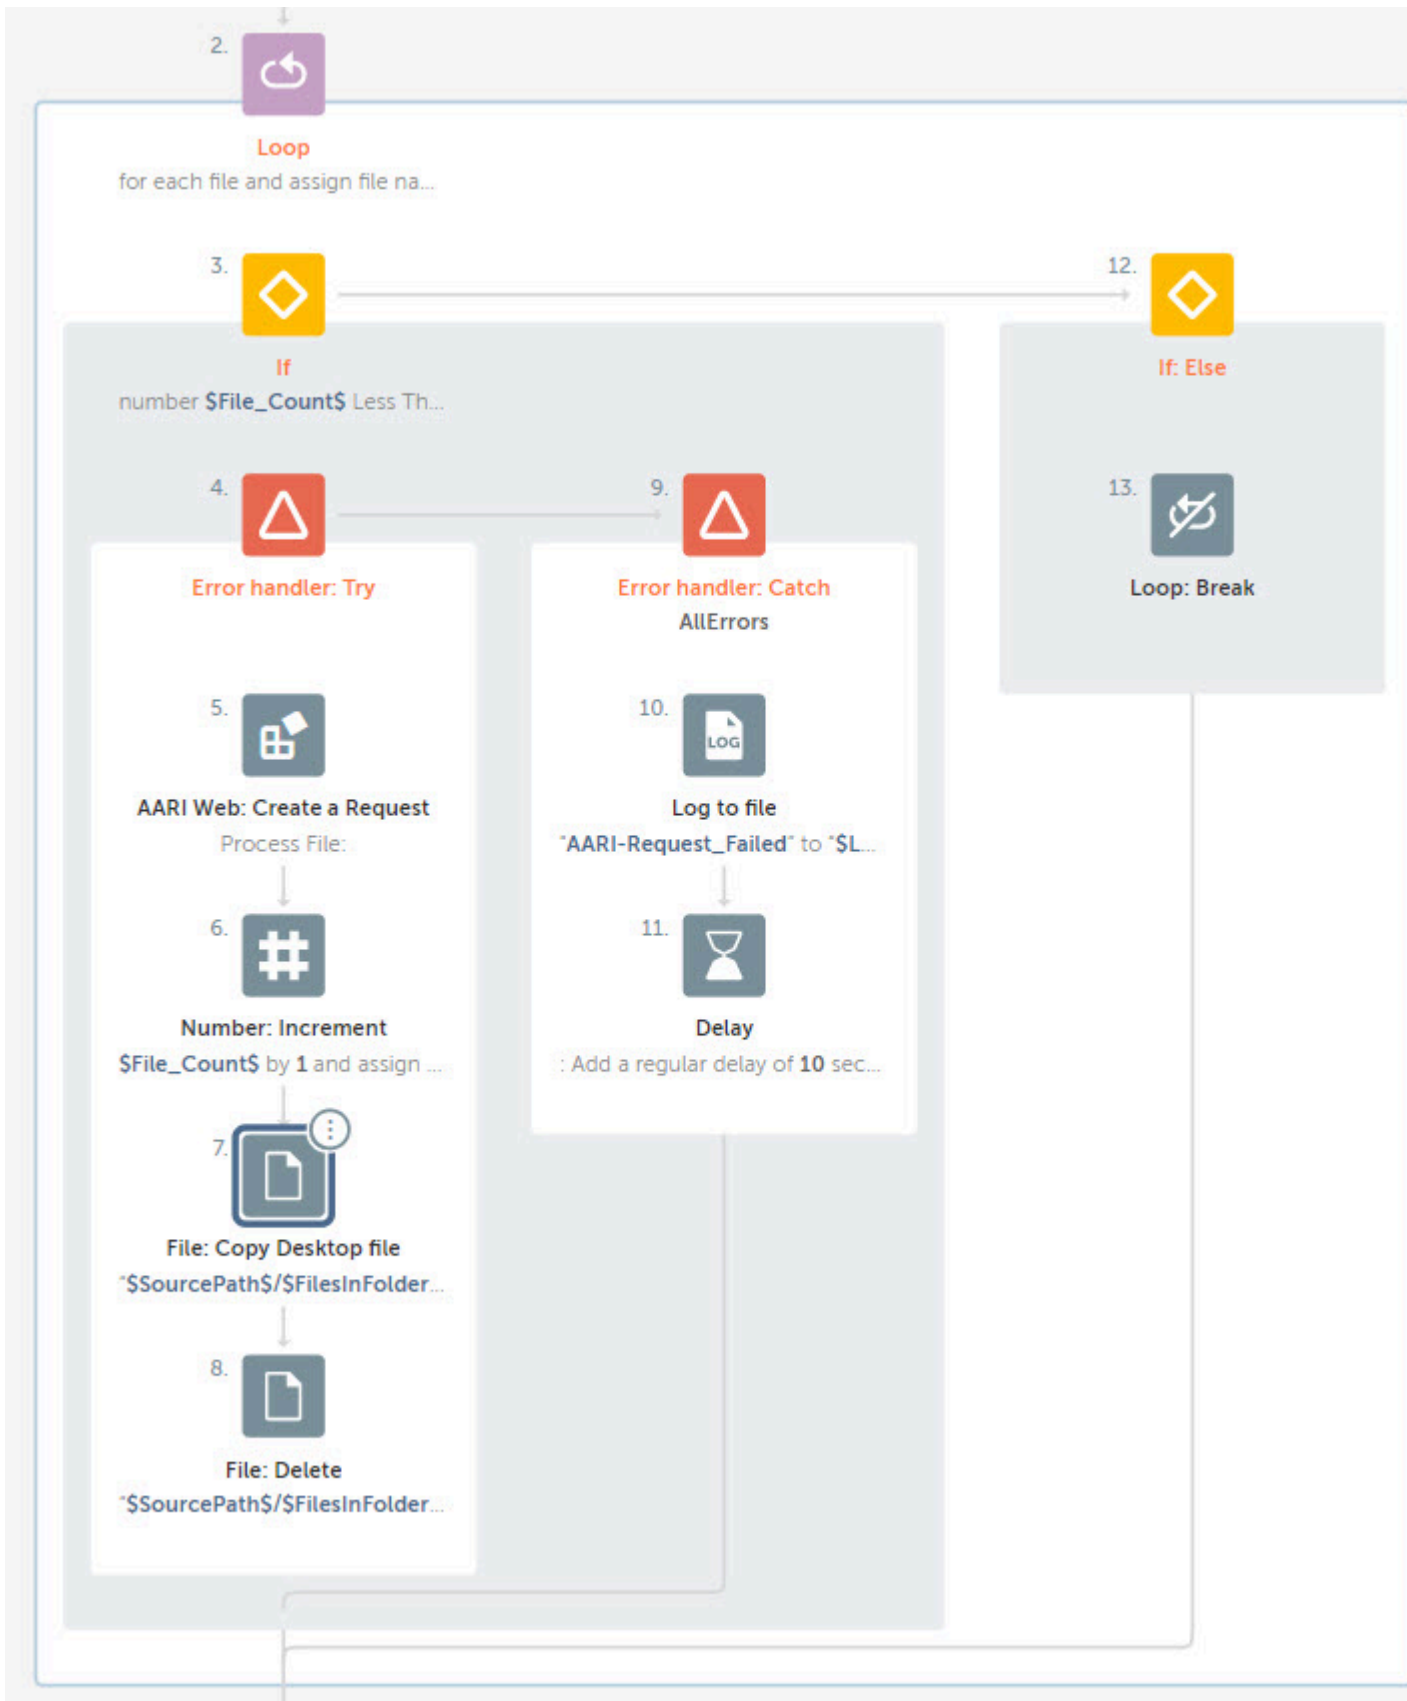 2.
Loop
for each file and assign file na...
3.
If
number $File_Count$ Less Th...
12.
If: Else
4.
Error handler: Try
9.
Error handler: Catch
AllErrors
13.
Loop: Break
5.
AARI Web: Create a Request
Process File:
10.
LOG
Log to file
"AARI-Request_Failed" to "$L...
6.
Number: Increment
$File_Count$ by 1 and assign ...
11.
Delay
: Add a regular delay of 10 sec...
7.
File: Copy Desktop file
"$SourcePath$/$FilesInFolder...
8.
File: Delete
"$SourcePath$/$FilesInFolder...